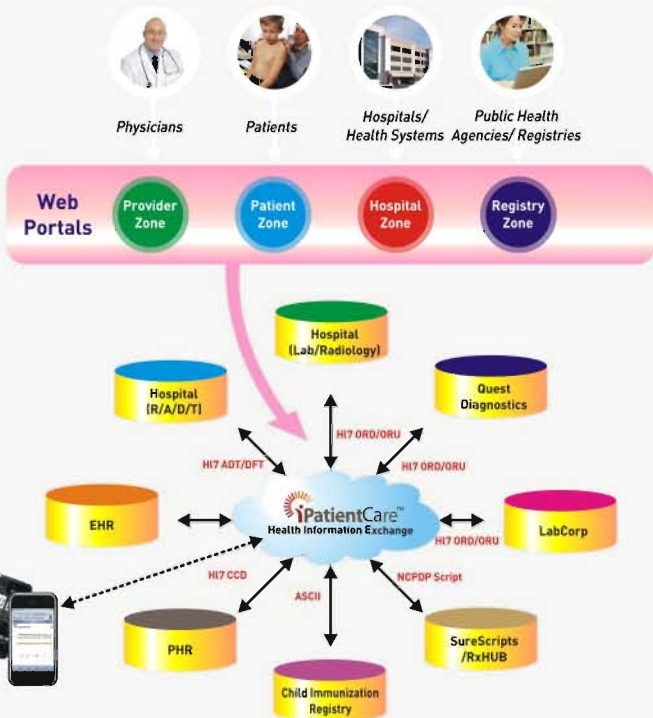 Physicians
Patients
Hospitals/
Health Systems
Public Health
Agencies/ Registries
Web
Portals
Provider
Zone
Patient
Zone
Hospital
Zone
Registry
Zone
Hospital
(Lab/Radiology)
Hospital
(R/A/D/T)
Quest
Diagnostics
Hl7 ORD/ORU
Hl7 ADT/DFT
Hl7 ORD/ORU
iPatientCare™
Health Information Exchange
EHR
LabCorp
Hl7 ORD/ORU
Hl7 CCD
ASCII
NCPDP Script
PHR
SureScripts
/RxHUB
Child Immunization
Registry